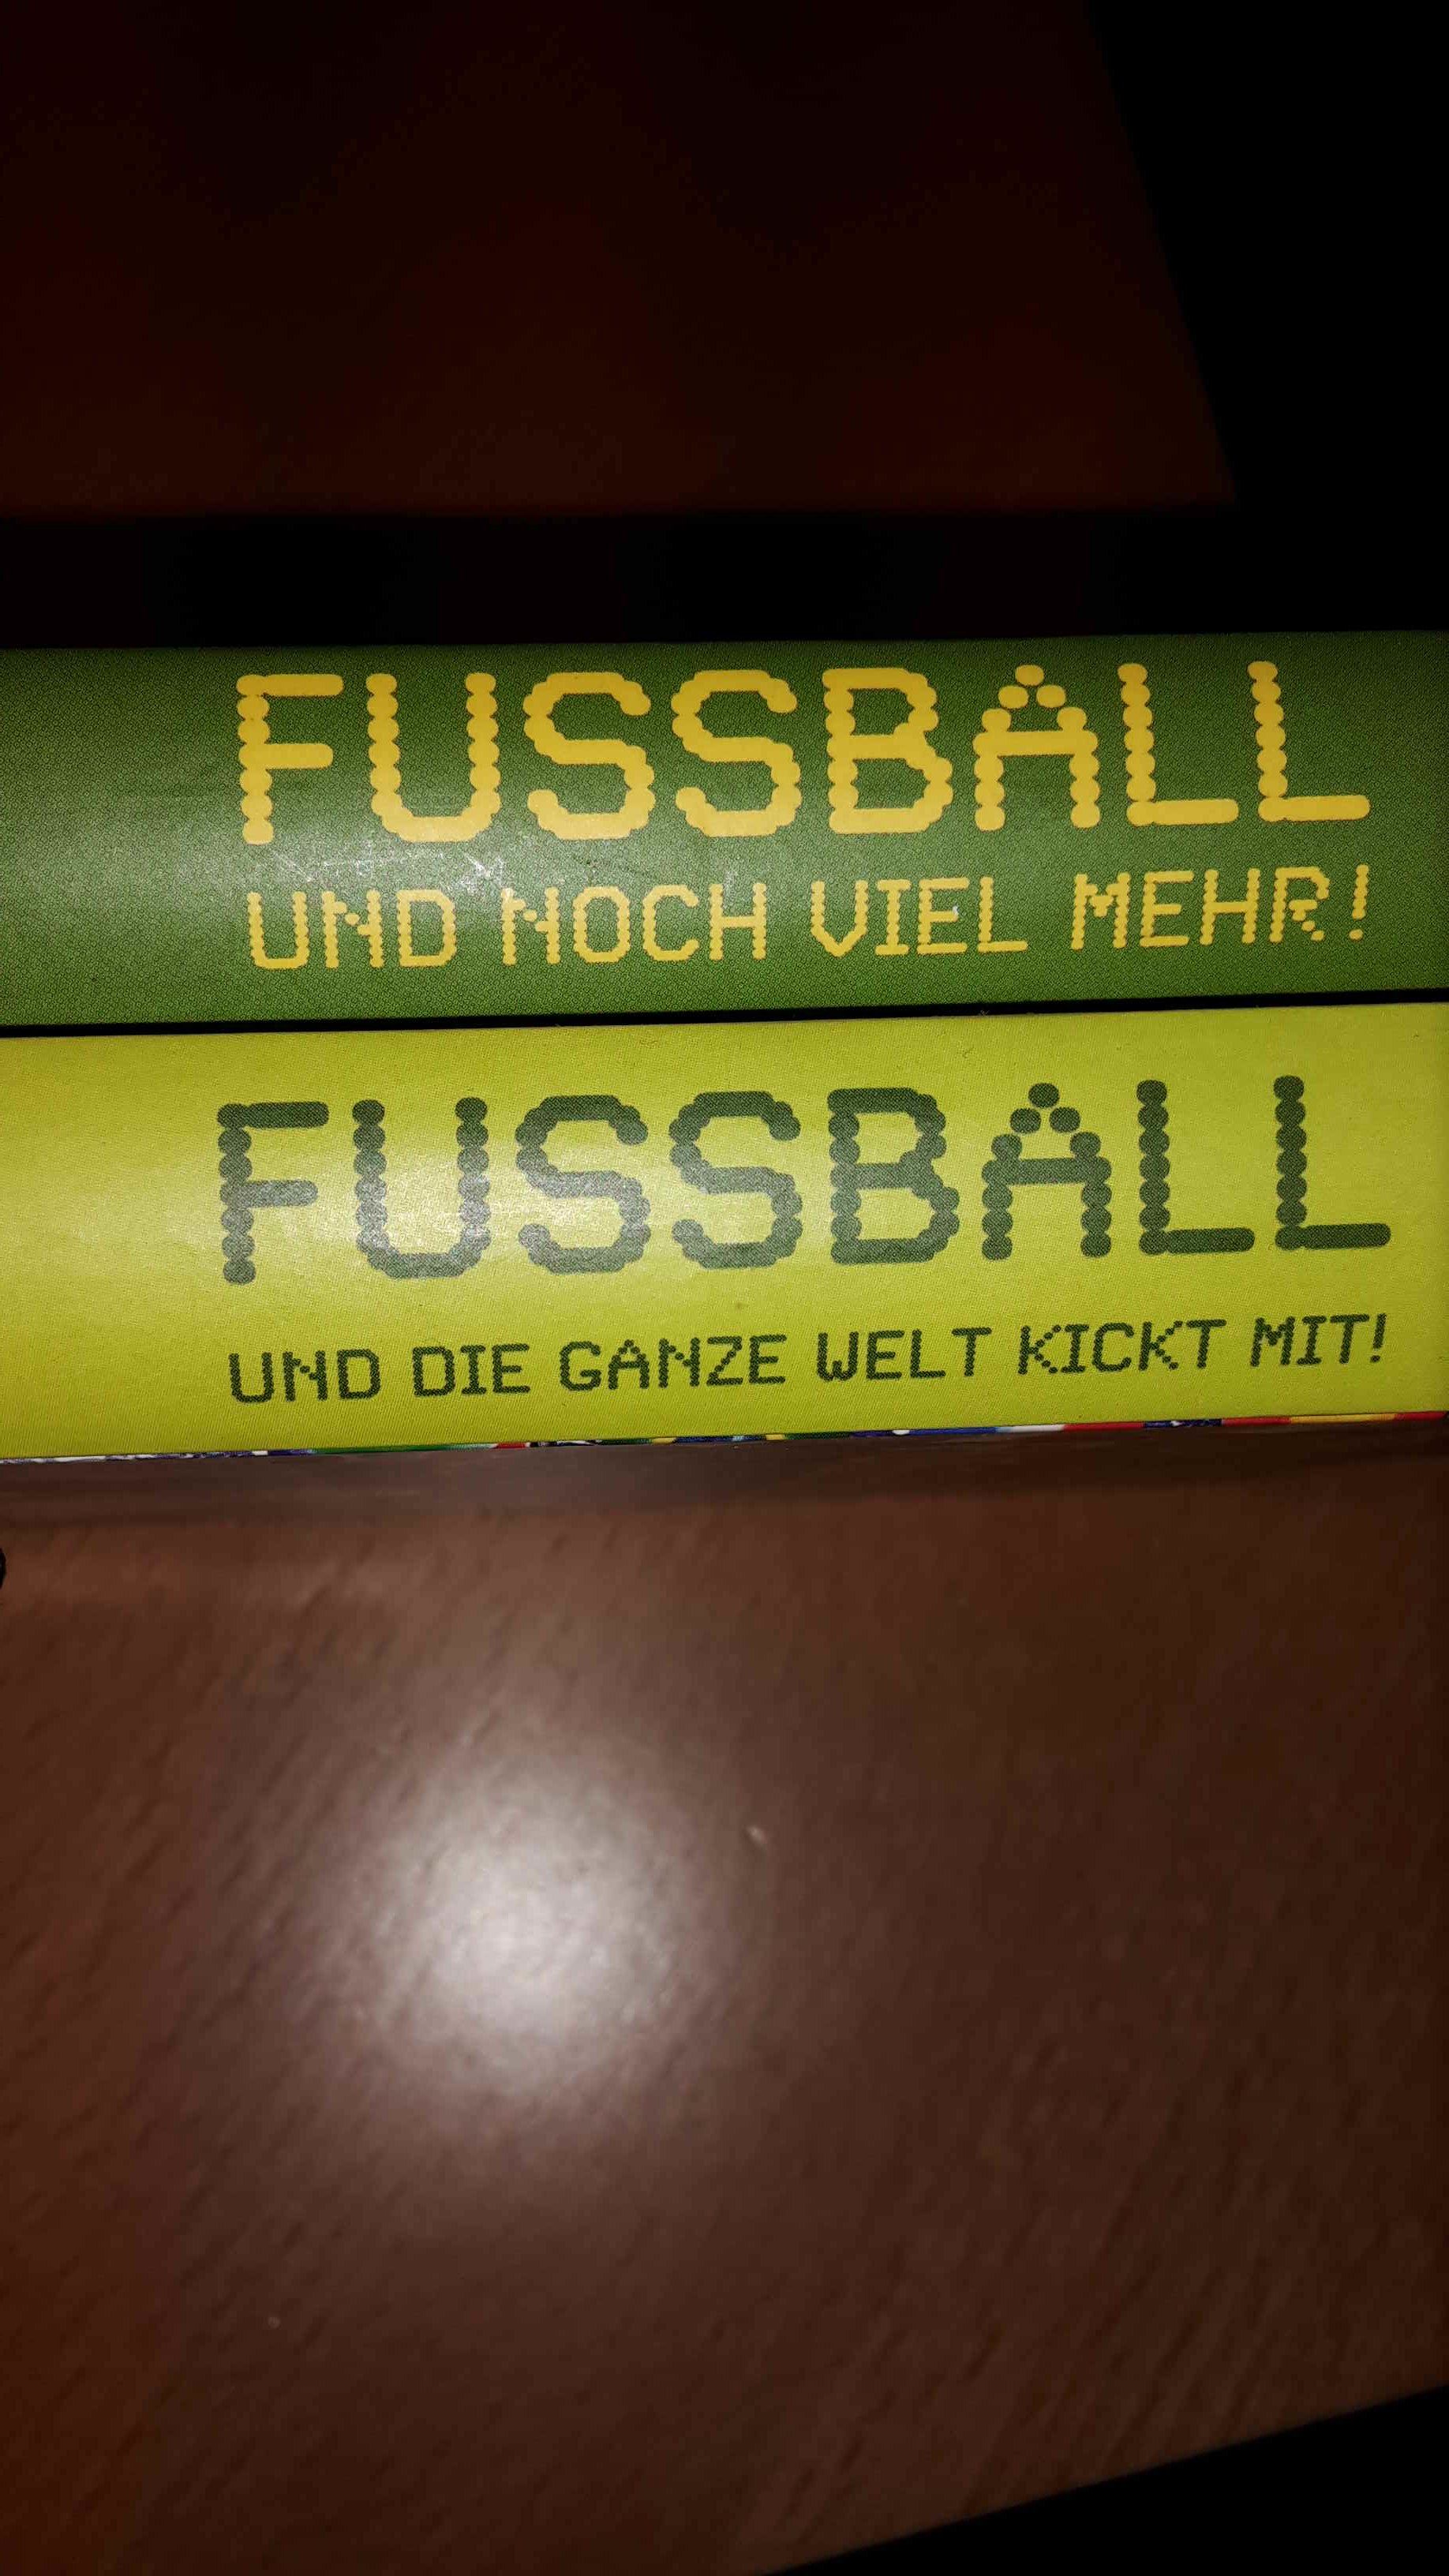 FUSSBALL
UND NOCH VIEL MEHR!
FUSSBALL
UND DIE GANZE WELT KICKT MIT!